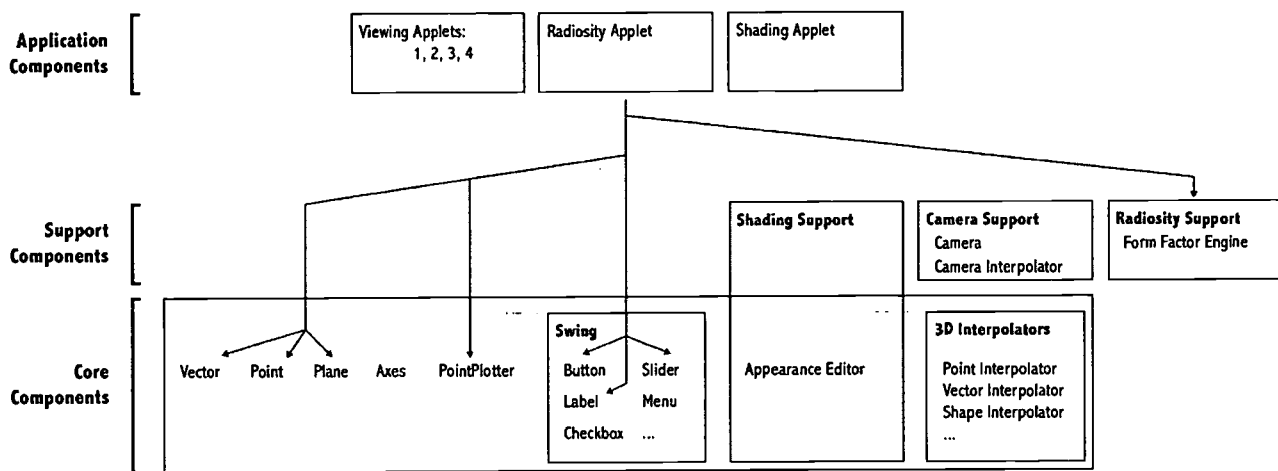 Application
Components
Viewing Applets:
1, 2, 3, 4
Radiosity Applet
Shading Applet
Support
Components
Shading Support
Camera Support
Camera
Camera Interpolator
Radiosity Support
Form Factor Engine
Core
Components
Vector
Point
Plane
Axes
PointPlotter
Swing
Button
Slider
Label
Menu
Checkbox
...
Appearance Editor
3D Interpolators
Point Interpolator
Vector Interpolator
Shape Interpolator
...